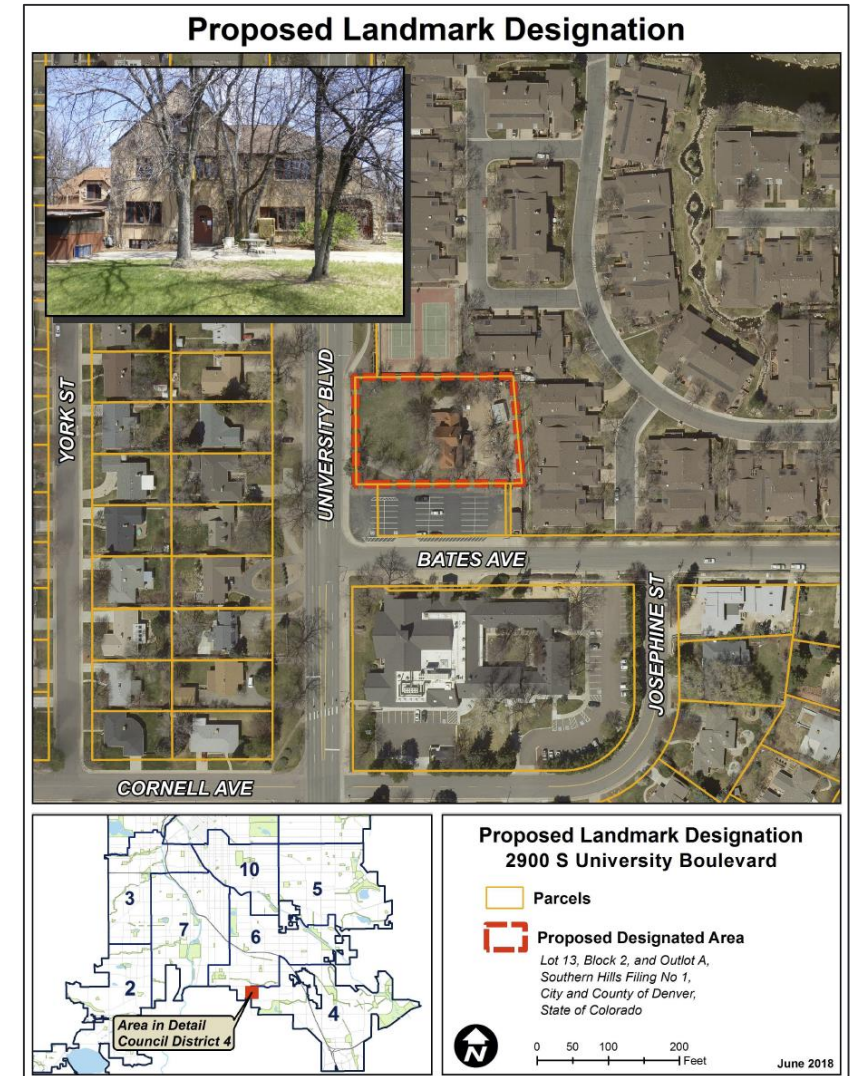 Proposed Landmark Designation
YORK ST
UNIVERSITY BLVD
BATES AVE
JOSEPHINE ST
CORNELL AVE
10
5
3
7
6
2
4
Area in Detail
Council District 4
Proposed Landmark Designation
2900 S University Boulevard
Parcels
Proposed Designated Area
Lot 13, Block 2, and Outlot A,
Southern Hills Filing No 1,
City and County of Denver,
State of Colorado
N
0 50 100 200
Feet
June 2018